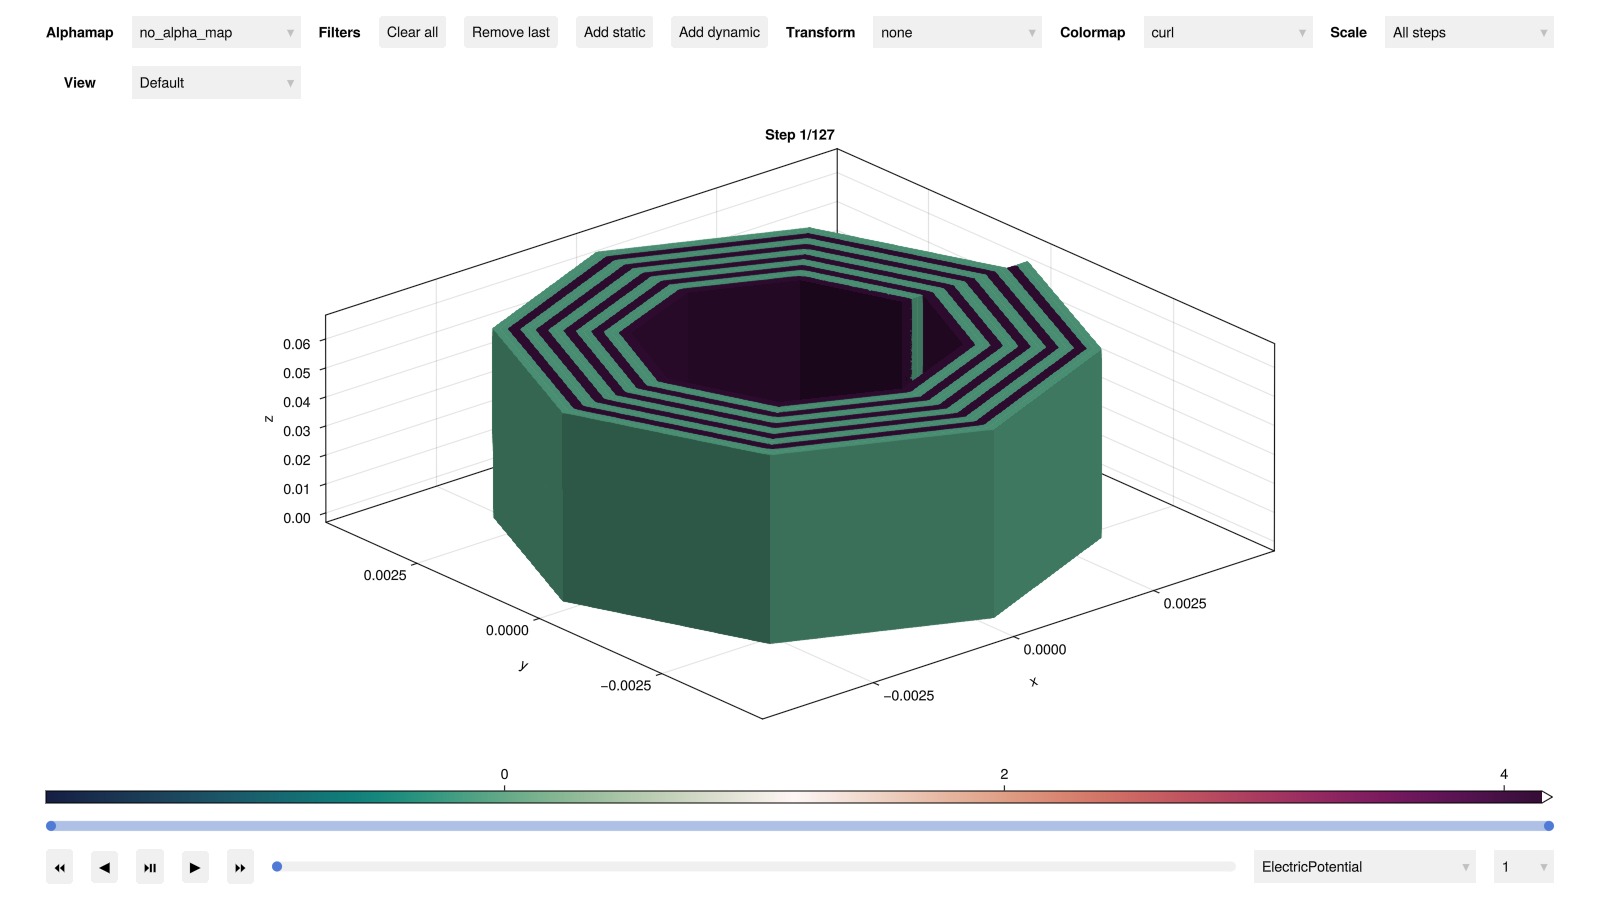 Alphamap no_alpha_map Filters Clear all Remove last Add static Add dynamic Transform none Colormap curl Scale All steps
View Default
Step 1/127
0.06
0.05
0.04
z
0.03
0.02
0.01
0.00
0.0025
0.0000
y
−0.0025
0.0025
0.0000
x
−0.0025
0 2 4
ElectricPotential 1